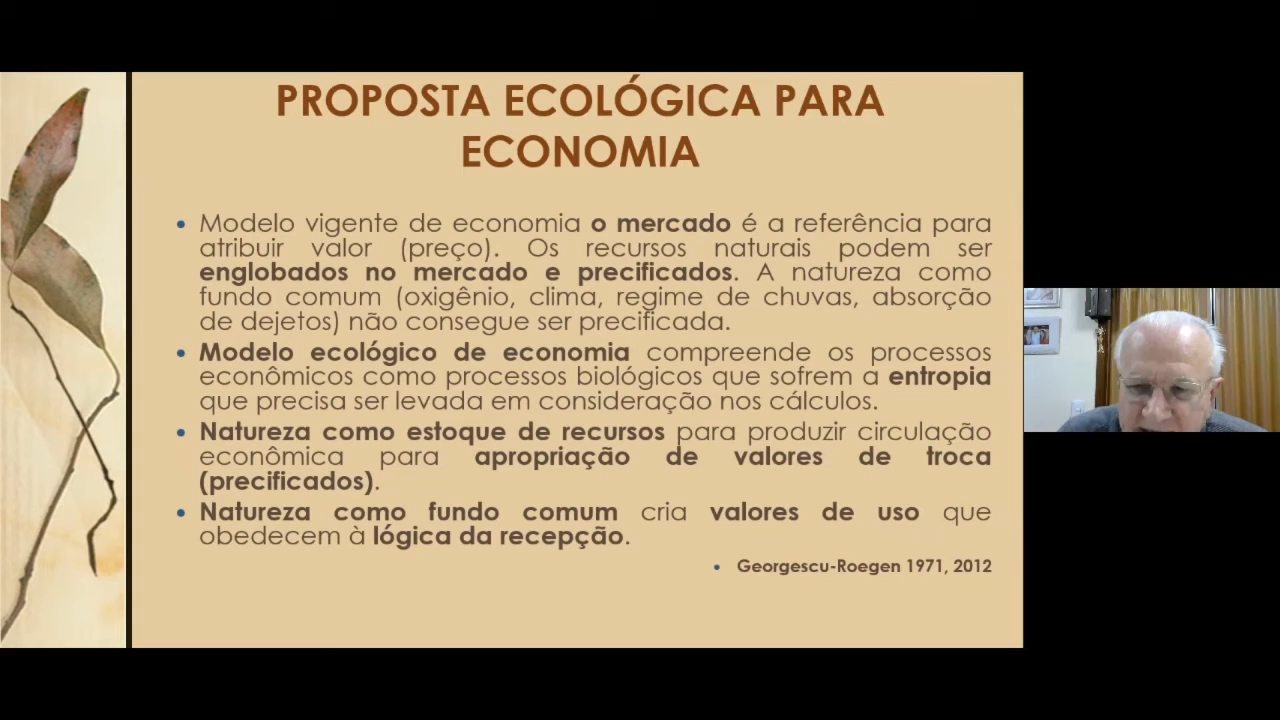 PROPOSTA ECOLÓGICA PARA
ECONOMIA
• Modelo vigente de economia o mercado é a referência para
atribuir valor (preço). Os recursos naturais podem ser
englobados no mercado e precificados. A natureza como
fundo comum (oxigênio, clima, regime de chuvas, absorção
de dejetos) não consegue ser precificada.
• Modelo ecológico de economia compreende os processos
econômicos como processos biológicos que sofrem a entropia
que precisa ser levada em consideração nos cálculos.
• Natureza como estoque de recursos para produzir circulação
econômica para apropriação de valores de troca
(precificados).
• Natureza como fundo comum cria valores de uso que
obedecem à lógica da recepção.
• Georgescu-Roegen 1971, 2012